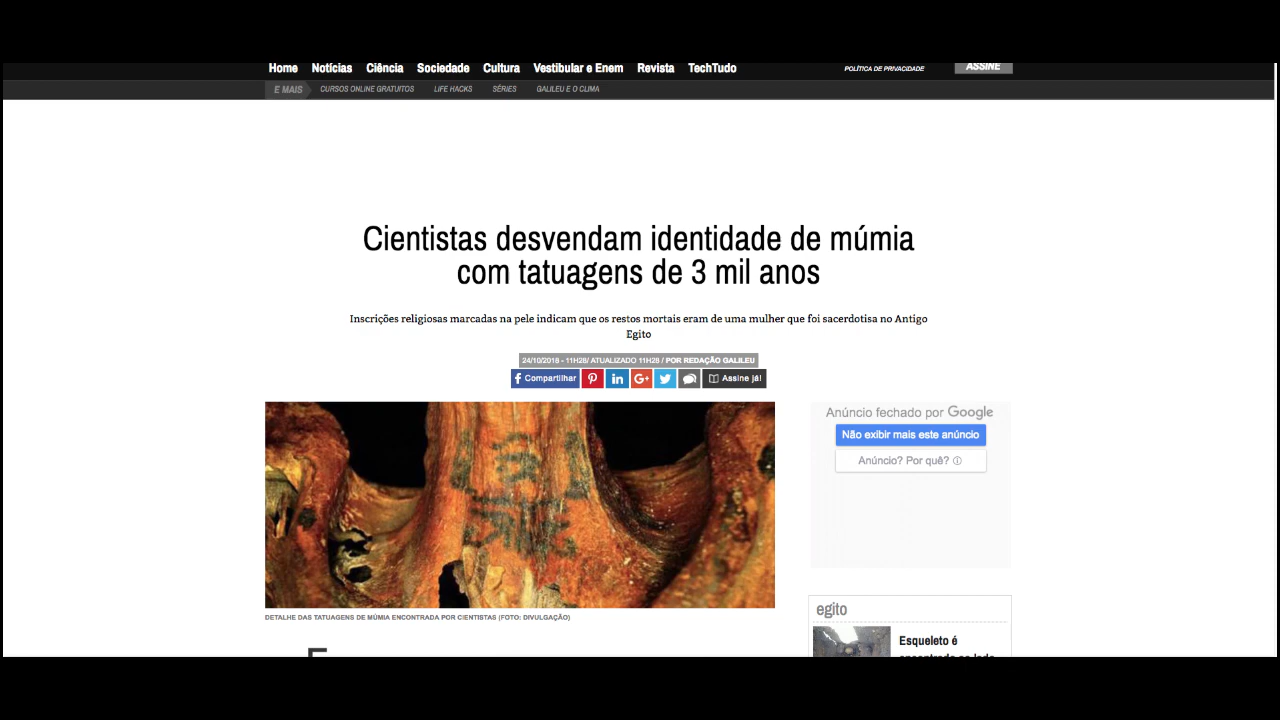 Home Notícias Ciência Sociedade Cultura Vestibular e Enem Revista TechTudo POLÍTICA DE PRIVACIDADE ASSINE
E MAIS CURSOS ONLINE GRATUITOS LIFE HACKS SÉRIES GALILEU E O CLIMA
Cientistas desvendam identidade de múmia
com tatuagens de 3 mil anos
Inscrições religiosas marcadas na pele indicam que os restos mortais eram de uma mulher que foi sacerdotisa no Antigo
Egito
24/10/2018 - 11H28/ ATUALIZADO 11H28 / POR REDAÇÃO GALILEU
Compartilhar G+ Assine já!
Anúncio fechado por Google
Não exibir mais este anúncio
Anúncio? Por quê?
DETALHE DAS TATUAGENS DE MÚMIA ENCONTRADA POR CIENTISTAS (FOTO: DIVULGAÇÃO)
egito
Esqueleto é